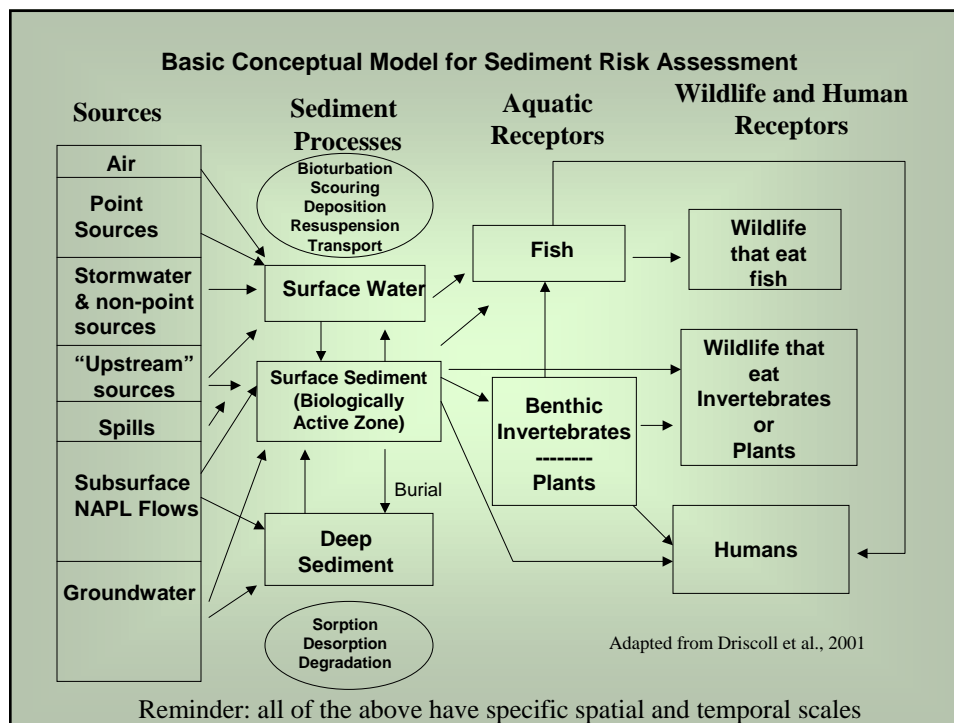 Basic Conceptual Model for Sediment Risk Assessment
Sources
Sediment
Processes
Aquatic
Receptors
Wildlife and Human
Receptors
Air
Point
Sources
Stormwater
& non-point
sources
“Upstream”
sources
Spills
Subsurface
NAPL Flows
Groundwater
Bioturbation
Scouring
Deposition
Resuspension
Transport
Surface Water
Surface Sediment
(Biologically
Active Zone)
Burial
Deep
Sediment
Sorption
Desorption
Degradation
Fish
Benthic
Invertebrates
--------
Plants
Wildlife
that eat
fish
Wildlife that
eat
Invertebrates
or
Plants
Humans
Adapted from Driscoll et al., 2001
Reminder: all of the above have specific spatial and temporal scales